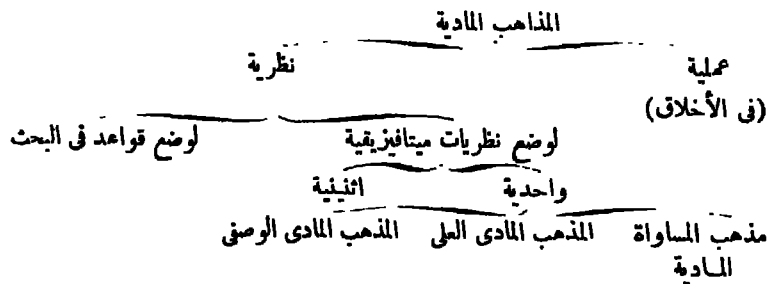 المذاهب المادية
عملية نظرية
(فى الأخلاق)
لوضع نظريات ميتافيزيقية لوضع قواعد فى البحث
واحدية اثنينية
مذهب المساواة المذهب المادى العلى المذهب المادى الوصفى
المادية